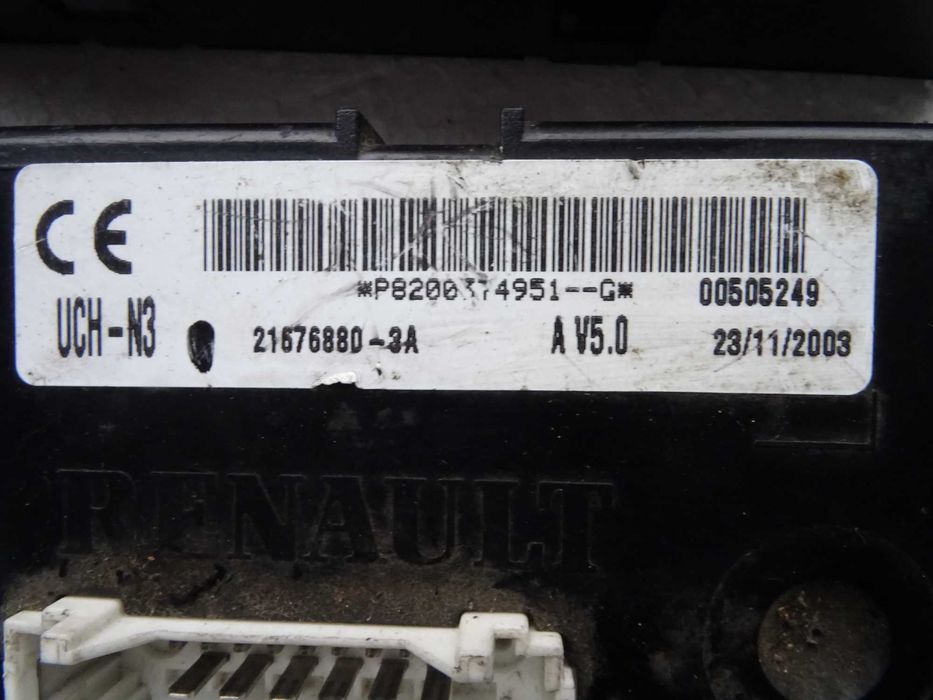 CE
*P8200374951--G* 00505249
UCH-N3 21676880-3A A V5.0 23/11/2003
RENAULT